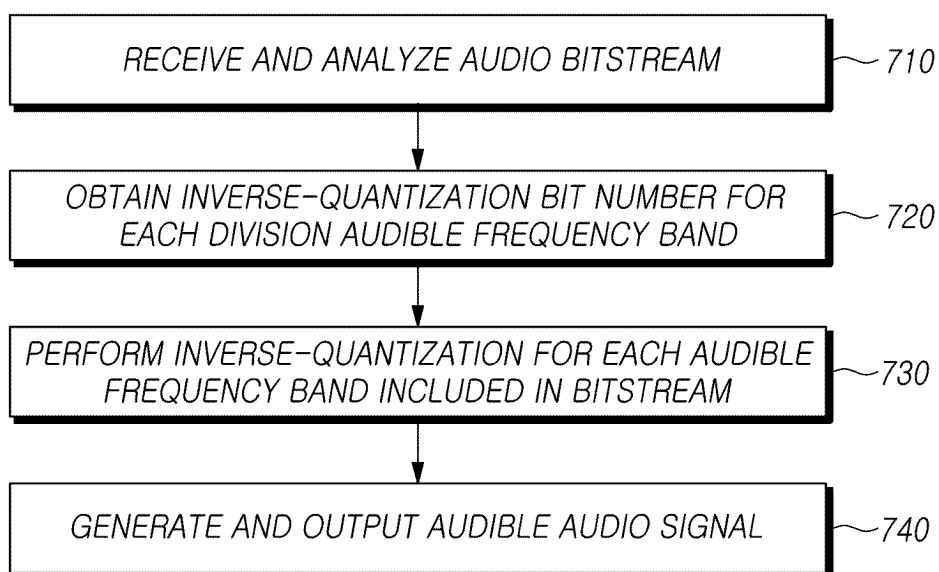 RECEIVE AND ANALYZE AUDIO BITSTREAM
710
OBTAIN INVERSE-QUANTIZATION BIT NUMBER FOR
EACH DIVISION AUDIBLE FREQUENCY BAND
720
PERFORM INVERSE-QUANTIZATION FOR EACH AUDIBLE
FREQUENCY BAND INCLUDED IN BITSTREAM
730
GENERATE AND OUTPUT AUDIBLE AUDIO SIGNAL
740